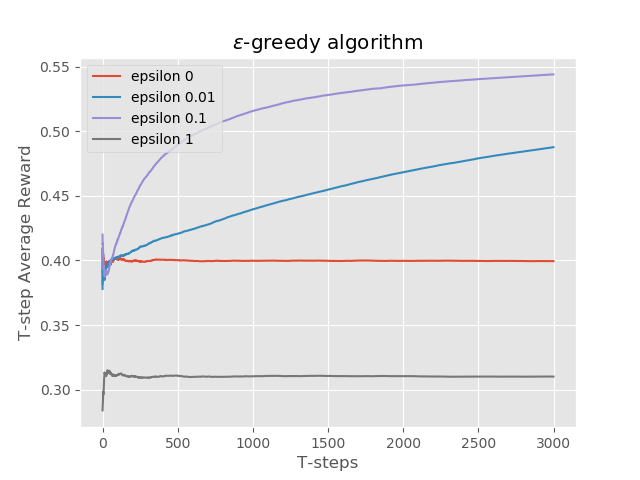 ε-greedy algorithm
epsilon 0
epsilon 0.01
epsilon 0.1
epsilon 1
T-step Average Reward
0.55
0.50
0.45
0.40
0.35
0.30
0 500 1000 1500 2000 2500 3000
T-steps